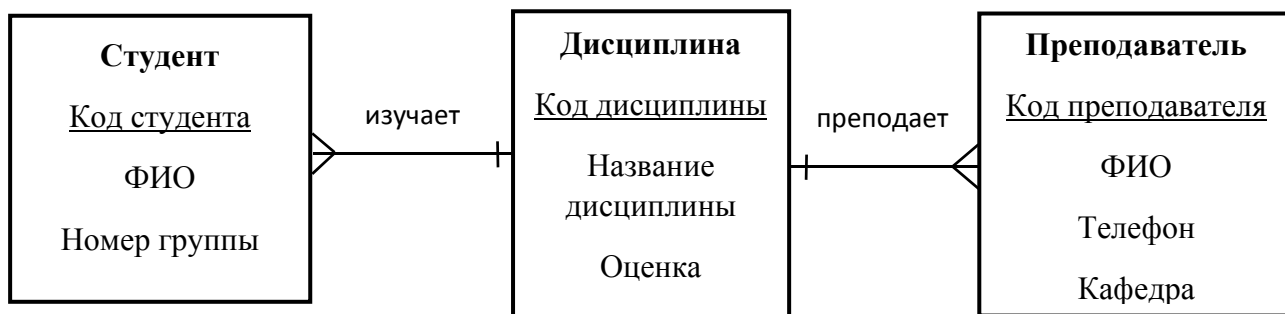 Студент
Код студента
ФИО
Номер группы
изучает
Дисциплина
Код дисциплины
Название
дисциплины
Оценка
преподает
Преподаватель
Код преподавателя
ФИО
Телефон
Кафедра